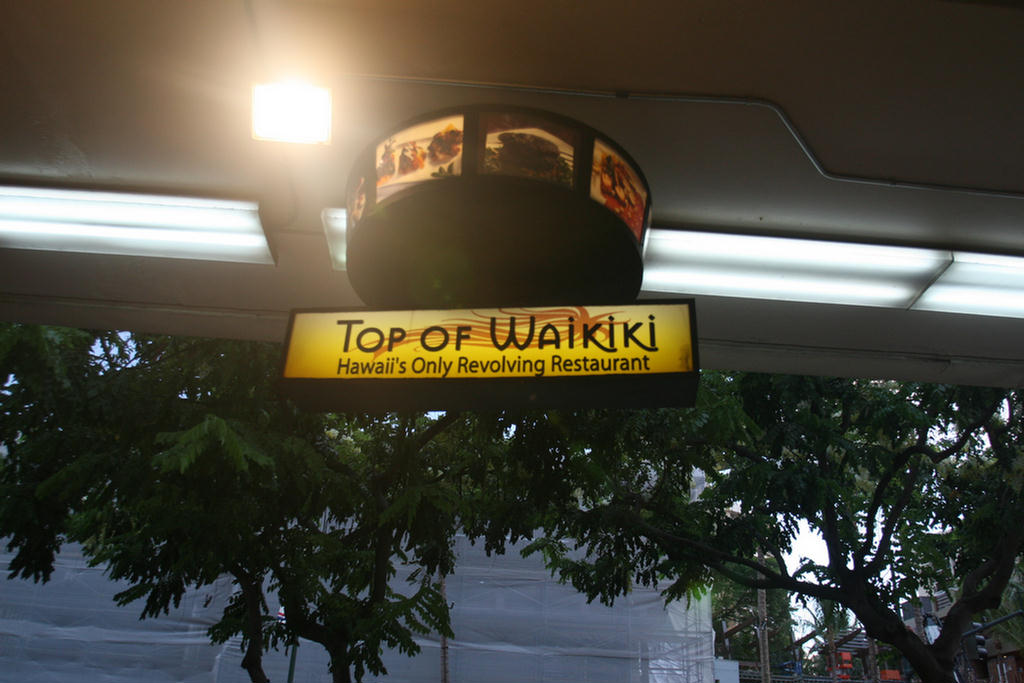 Top of Waikiki
Hawaii's Only Revolving Restaurant